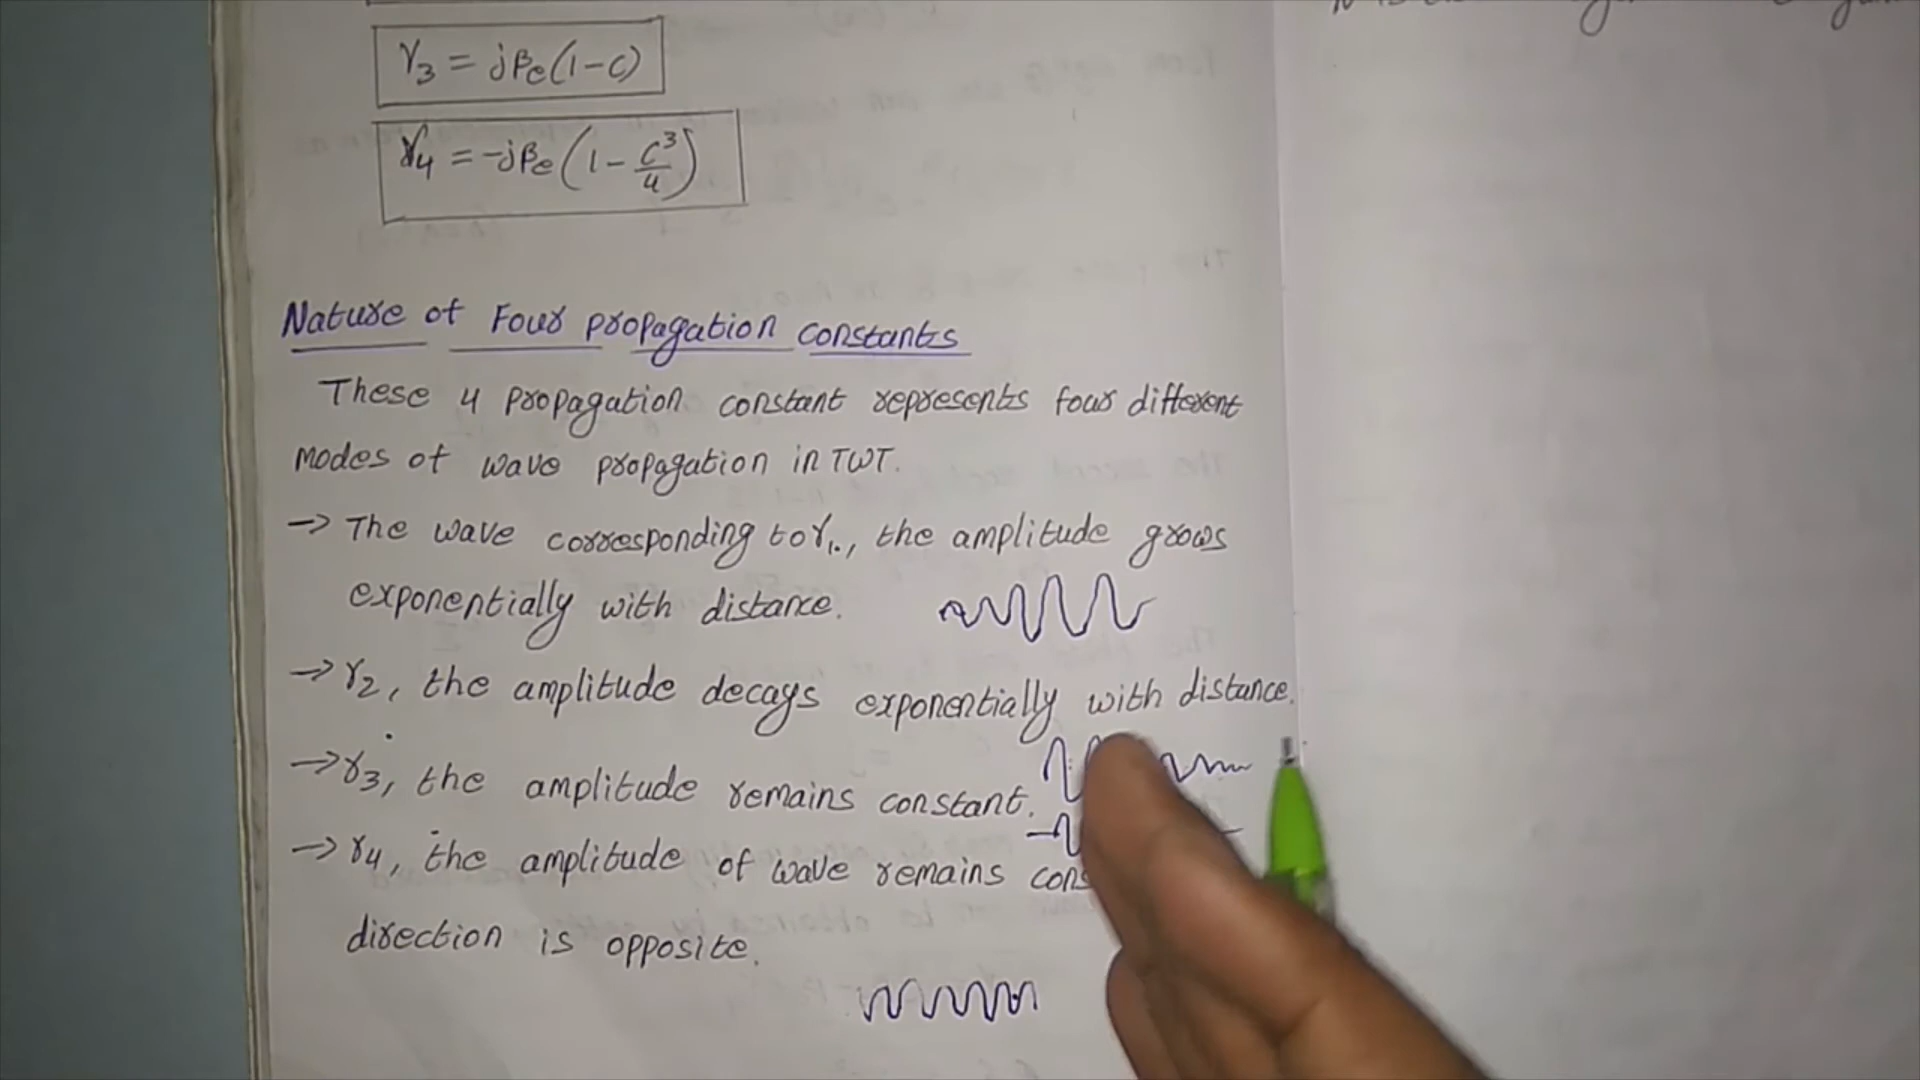 γ3 = jβe(1-C)
γ4 = -jβe(1 - C³/4)
Nature of Four propagation constants
These 4 propagation constant represents four different
modes of wave propagation in TWT.
→ The wave corresponding to γ1., the amplitude grows
exponentially with distance.
→ γ2, the amplitude decays exponentially with distance.
→ γ3, the amplitude remains constant.
→ γ4, the amplitude of wave remains cons
direction is opposite.